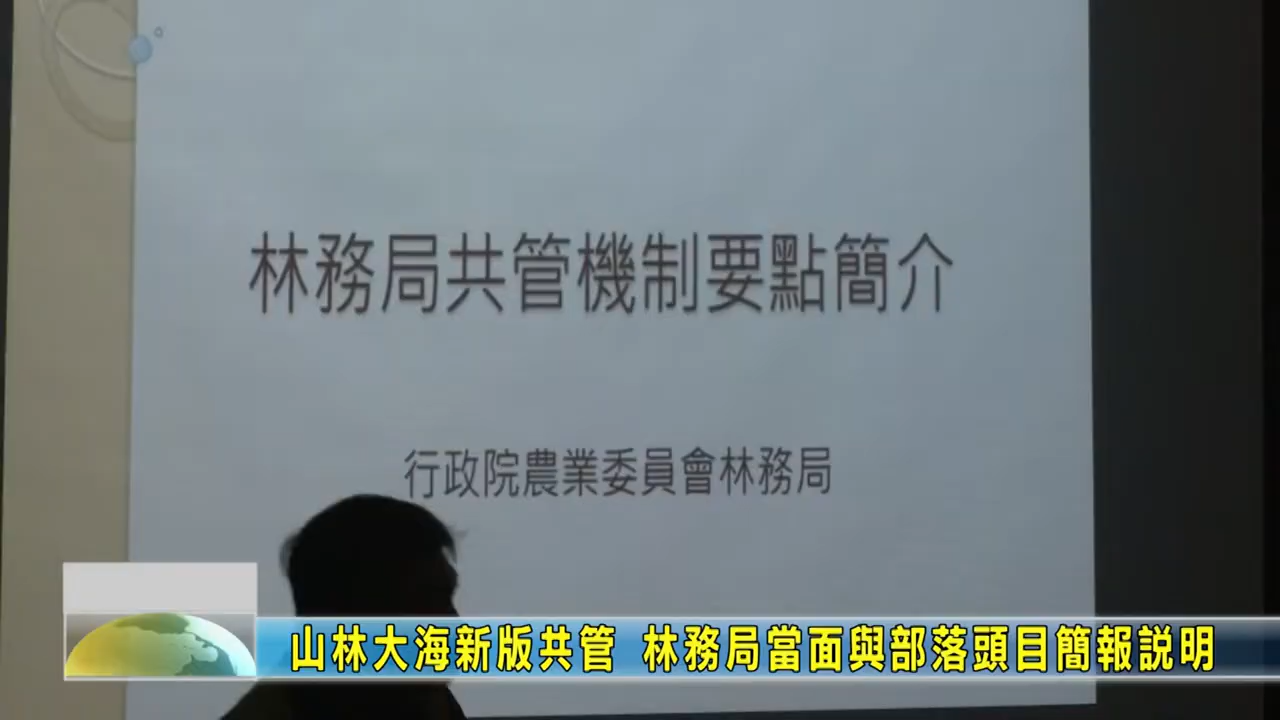 林務局共管機制要點簡介
行政院農業委員會林務局
山林大海新版共管 林務局當面與部落頭目簡報說明